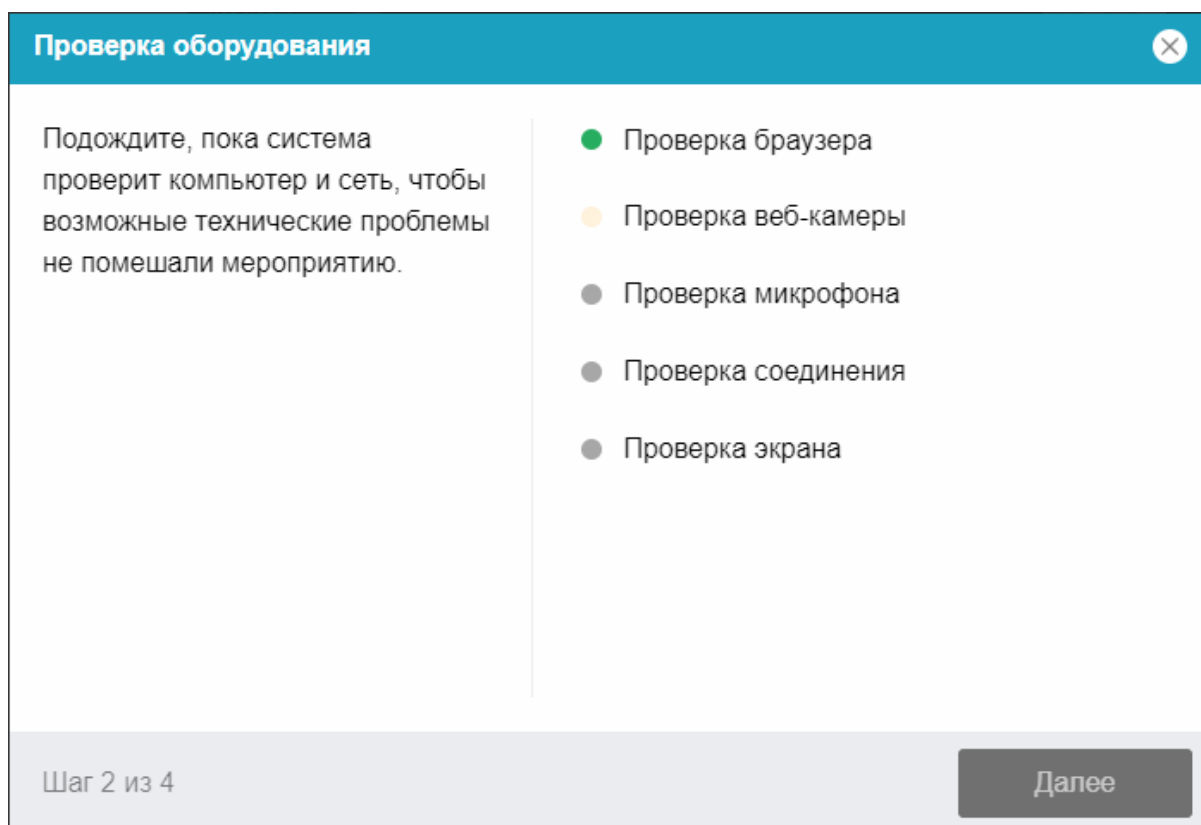 Проверка оборудования
Подождите, пока система
проверит компьютер и сеть, чтобы
возможные технические проблемы
не помешали мероприятию.
Проверка браузера
Проверка веб-камеры
Проверка микрофона
Проверка соединения
Проверка экрана
Шаг 2 из 4
Далее